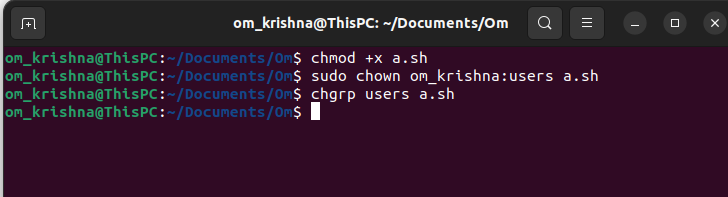 om_krishna@ThisPC: ~/Documents/Om
om_krishna@ThisPC:~/Documents/Om$ chmod +x a.sh
om_krishna@ThisPC:~/Documents/Om$ sudo chown om_krishna:users a.sh
om_krishna@ThisPC:~/Documents/Om$ chgrp users a.sh
om_krishna@ThisPC:~/Documents/Om$